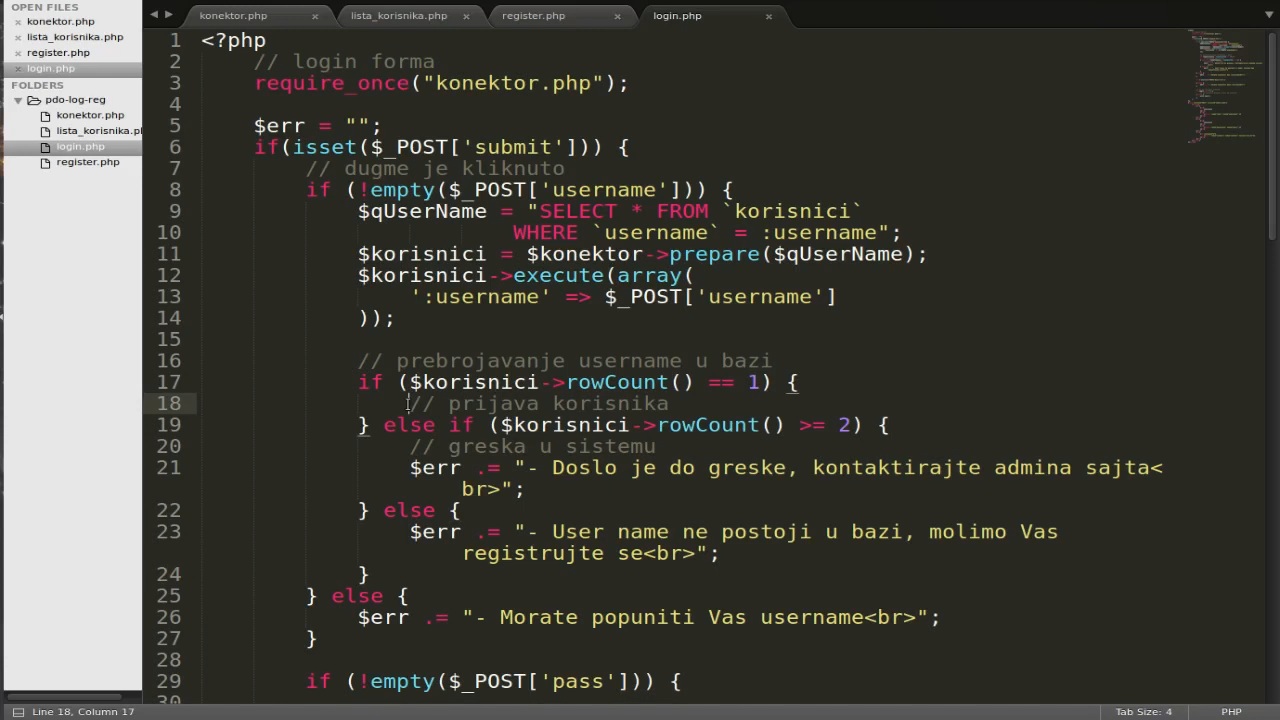 OPEN FILES
konektor.php
lista_korisnika.php
register.php
login.php
FOLDERS
pdo-log-reg
konektor.php
lista_korisnika.pl
login.php
register.php
konektor.php lista_korisnika.php register.php login.php
1 <?php
2 // login forma
3 require_once("konektor.php");
4
5 $err = "";
6 if(isset($_POST['submit'])) {
7 // dugme je kliknuto
8 if (!empty($_POST['username'])) {
9 $qUserName = "SELECT * FROM `korisnici`
10 WHERE `username` = :username";
11 $korisnici = $konektor->prepare($qUserName);
12 $korisnici->execute(array(
13 ':username' => $_POST['username']
14 ));
15
16 // prebrojavanje username u bazi
17 if ($korisnici->rowCount() == 1) {
18 // prijava korisnika
19 } else if ($korisnici->rowCount() >= 2) {
20 // greska u sistemu
21 $err .= "- Doslo je do greske, kontaktirajte admina sajta<
br>";
22 } else {
23 $err .= "- User name ne postoji u bazi, molimo Vas
registrujte se<br>";
24 }
25 } else {
26 $err .= "- Morate popuniti Vas username<br>";
27 }
28
29 if (!empty($_POST['pass'])) {
30
Line 18, Column 17 Tab Size: 4 PHP